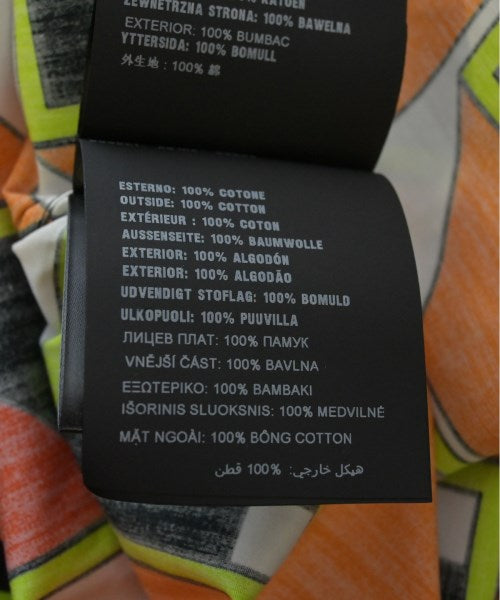 ZEWNĘTRZNA STRONA: 100% BAWEŁNA
EXTERIOR: 100% BUMBAC
YTTERSIDA: 100% BOMULL
外生地 : 100% 綿
ESTERNO: 100% COTONE
OUTSIDE: 100% COTTON
EXTÉRIEUR : 100% COTON
AUSSENSEITE: 100% BAUMWOLLE
EXTERIOR: 100% ALGODÓN
EXTERIOR: 100% ALGODÃO
UDVENDIGT STOFLAG: 100% BOMULD
ULKOPUOLI: 100% PUUVILLA
ЛИЦЕВ ПЛАТ: 100% ПАМУК
VNĚJŠÍ ČÁST: 100% BAVLNA
ΕΞΩΤΕΡΙΚΟ: 100% ΒΑΜΒΑΚΙ
IŠORINIS SLUOKSNIS: 100% MEDVILNĖ
MẶT NGOÀI: 100% BÔNG COTTON
هيكل خارجي: %100 قطن